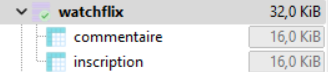 watchflix 32,0 KiB
commentaire 16,0 KiB
inscription 16,0 KiB